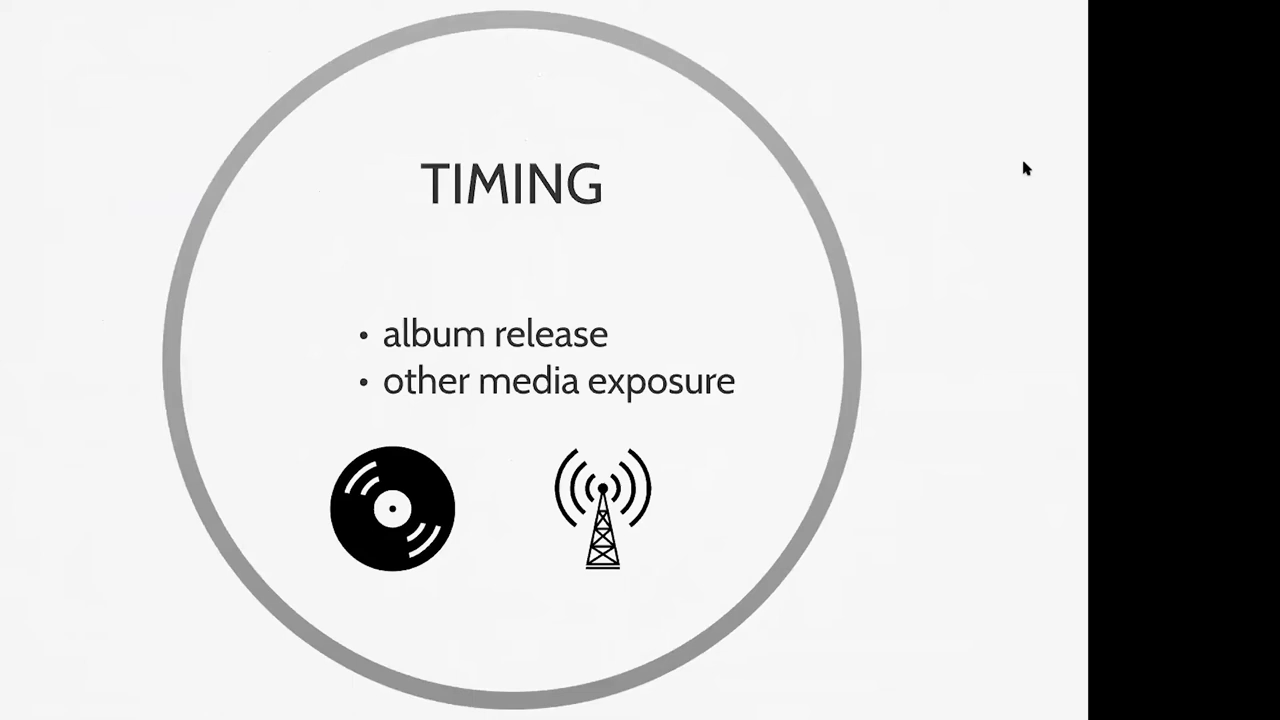 TIMING
• album release
• other media exposure